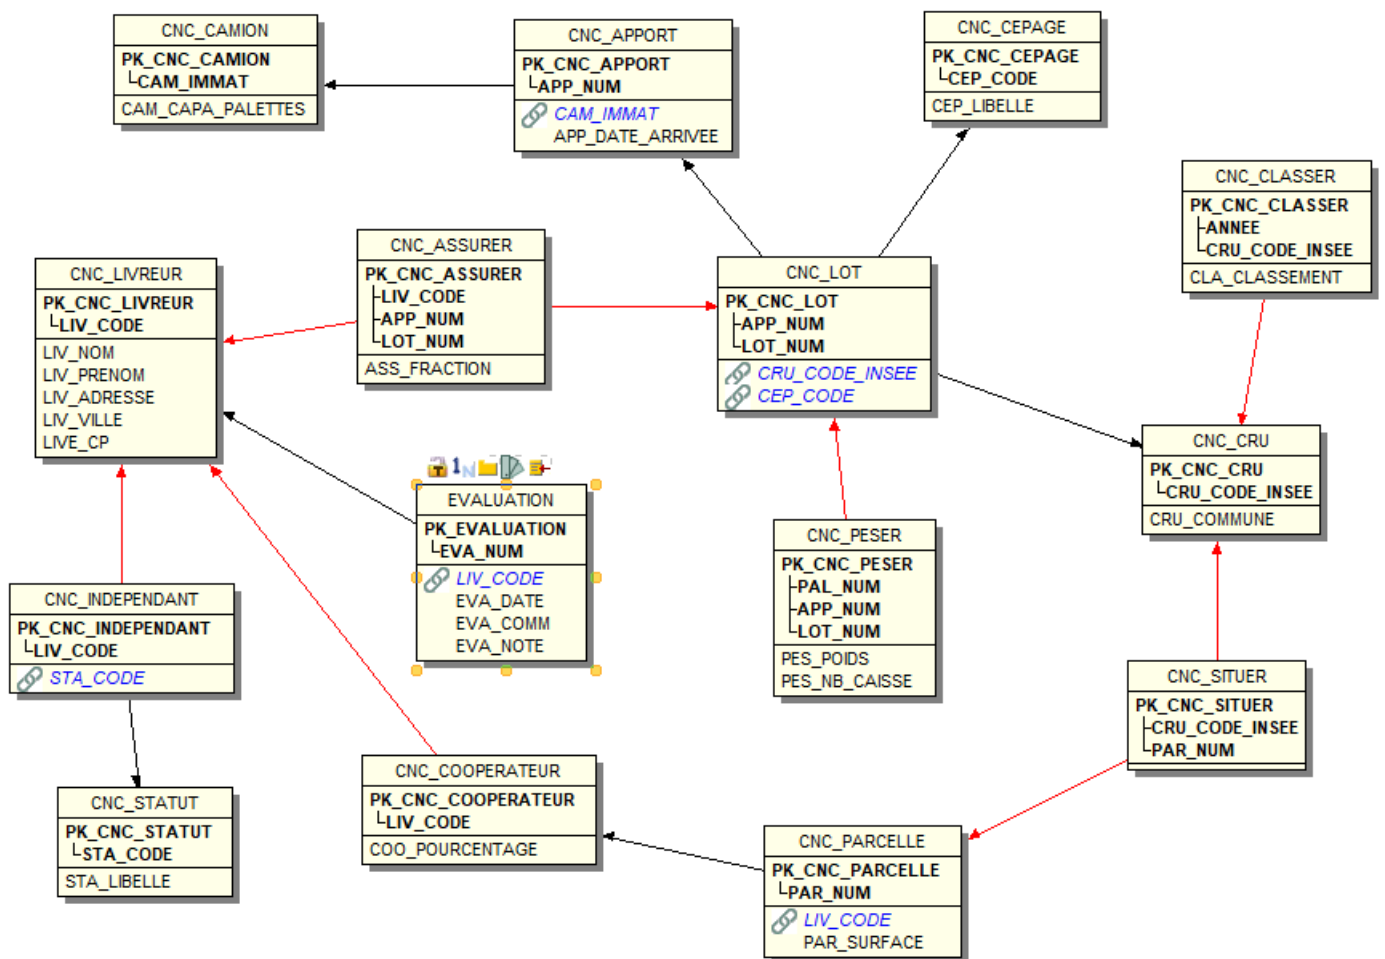 CNC_CAMION
PK_CNC_CAMION
CAM_IMMAT
CAM_CAPA_PALETTES
CNC_APPORT
PK_CNC_APPORT
APP_NUM
CAM_IMMAT
APP_DATE_ARRIVEE
CNC_CEPAGE
PK_CNC_CEPAGE
CEP_CODE
CEP_LIBELLE
CNC_CLASSER
PK_CNC_CLASSER
ANNEE
CRU_CODE_INSEE
CLA_CLASSEMENT
CNC_LIVREUR
PK_CNC_LIVREUR
LIV_CODE
LIV_NOM
LIV_PRENOM
LIV_ADRESSE
LIV_VILLE
LIVE_CP
CNC_ASSURER
PK_CNC_ASSURER
LIV_CODE
APP_NUM
LOT_NUM
ASS_FRACTION
CNC_LOT
PK_CNC_LOT
APP_NUM
LOT_NUM
CRU_CODE_INSEE
CEP_CODE
CNC_CRU
PK_CNC_CRU
CRU_CODE_INSEE
CRU_COMMUNE
EVALUATION
PK_EVALUATION
EVA_NUM
LIV_CODE
EVA_DATE
EVA_COMM
EVA_NOTE
CNC_PESER
PK_CNC_PESER
PAL_NUM
APP_NUM
LOT_NUM
PES_POIDS
PES_NB_CAISSE
CNC_INDEPENDANT
PK_CNC_INDEPENDANT
LIV_CODE
STA_CODE
CNC_SITUER
PK_CNC_SITUER
CRU_CODE_INSEE
PAR_NUM
CNC_STATUT
PK_CNC_STATUT
STA_CODE
STA_LIBELLE
CNC_COOPERATEUR
PK_CNC_COOPERATEUR
LIV_CODE
COO_POURCENTAGE
CNC_PARCELLE
PK_CNC_PARCELLE
PAR_NUM
LIV_CODE
PAR_SURFACE